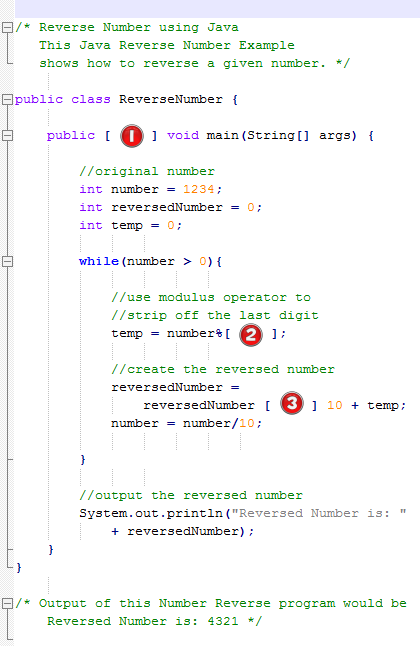 /* Reverse Number using Java
This Java Reverse Number Example
shows how to reverse a given number. */
public class ReverseNumber {
public [ 1 ] void main(String[] args) {
//original number
int number = 1234;
int reversedNumber = 0;
int temp = 0;
while(number > 0){
//use modulus operator to
//strip off the last digit
temp = number%[ 2 ];
//create the reversed number
reversedNumber =
reversedNumber [ 3 ] 10 + temp;
number = number/10;
}
//output the reversed number
System.out.println("Reversed Number is: "
+ reversedNumber);
}
}
/* Output of this Number Reverse program would be
Reversed Number is: 4321 */